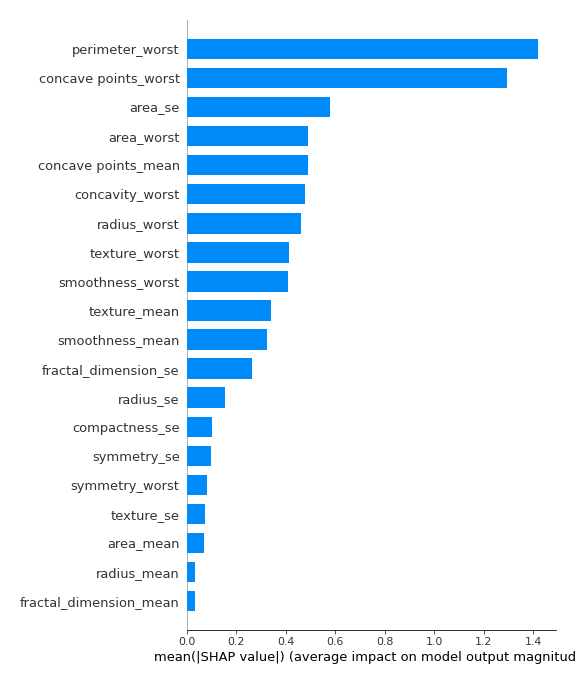 perimeter_worst
concave points_worst
area_se
area_worst
concave points_mean
concavity_worst
radius_worst
texture_worst
smoothness_worst
texture_mean
smoothness_mean
fractal_dimension_se
radius_se
compactness_se
symmetry_se
symmetry_worst
texture_se
area_mean
radius_mean
fractal_dimension_mean
0.0 0.2 0.4 0.6 0.8 1.0 1.2 1.4
mean(|SHAP value|) (average impact on model output magnitud